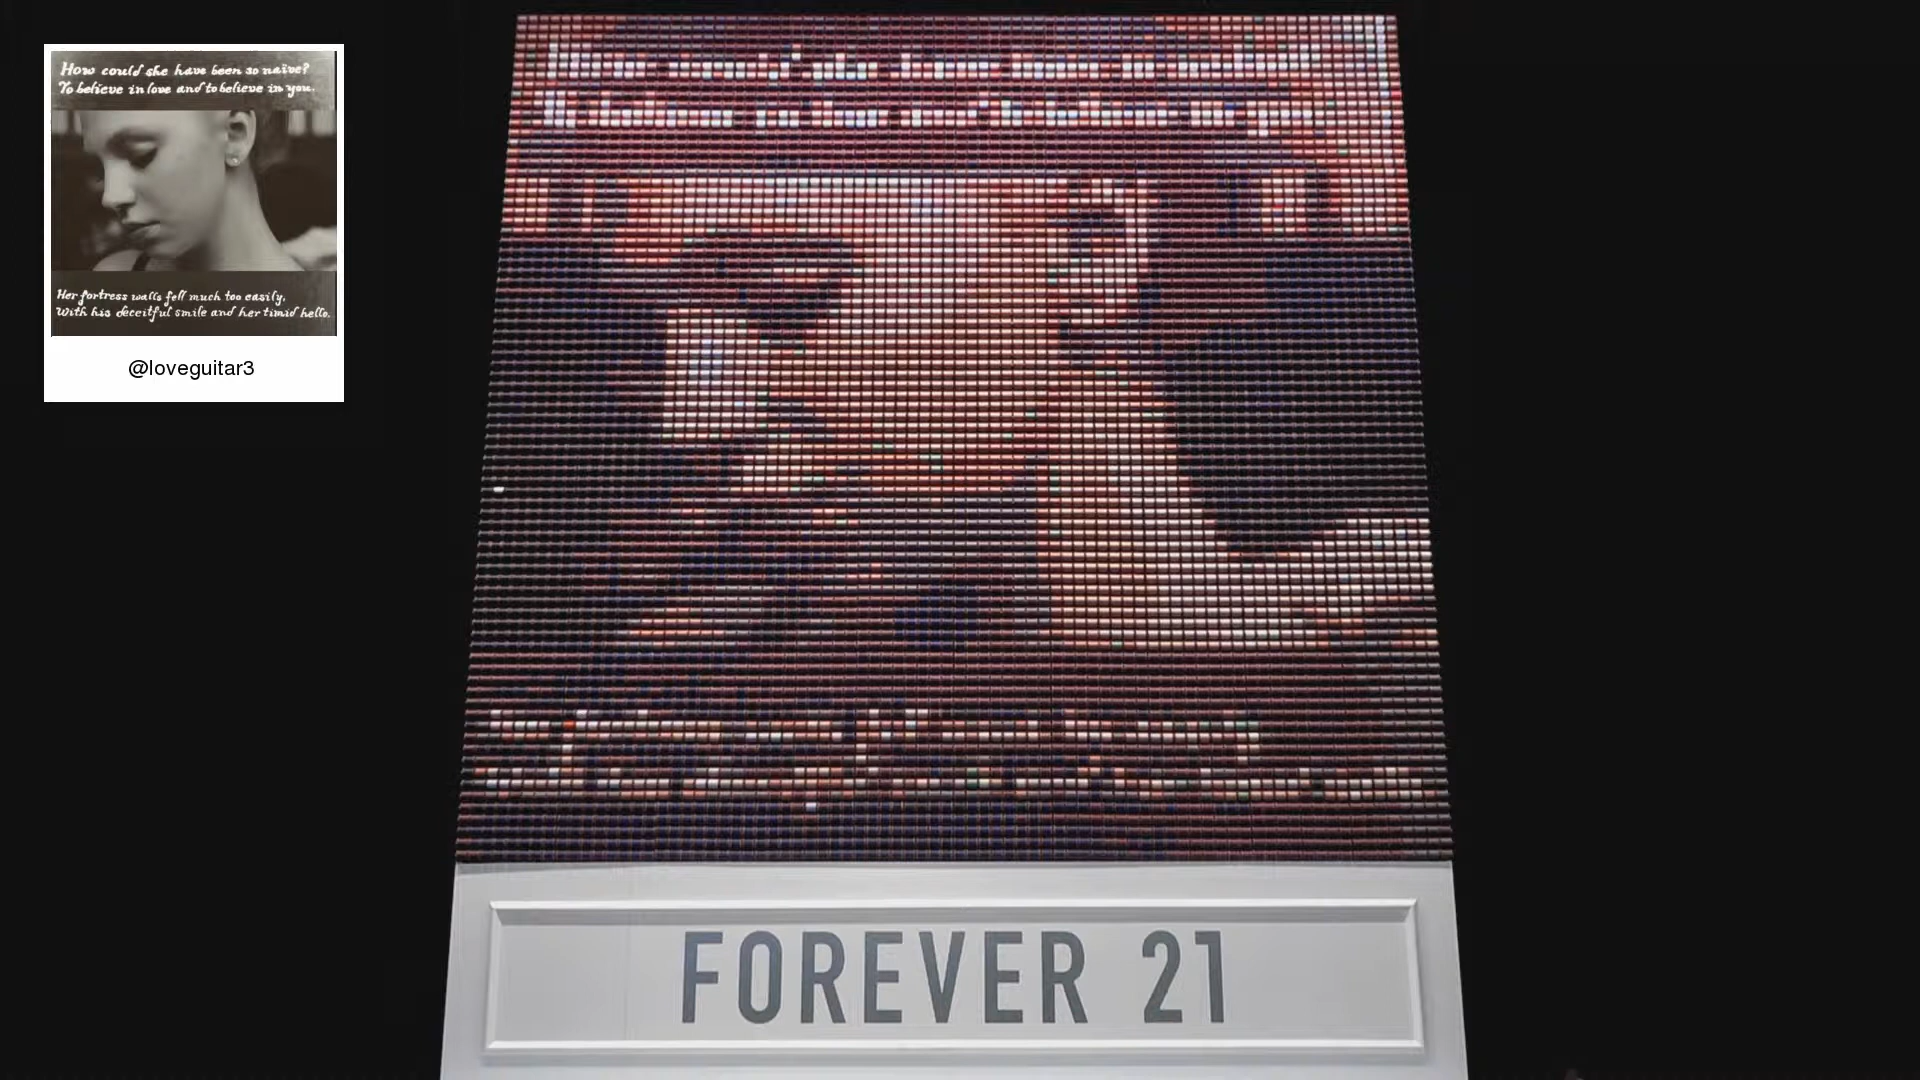 How could she have been so naïve?
To believe in love and to believe in you.
Her fortress walls fell much too easily,
With his deceitful smile and her timid hello.
@loveguitar3
FOREVER 21